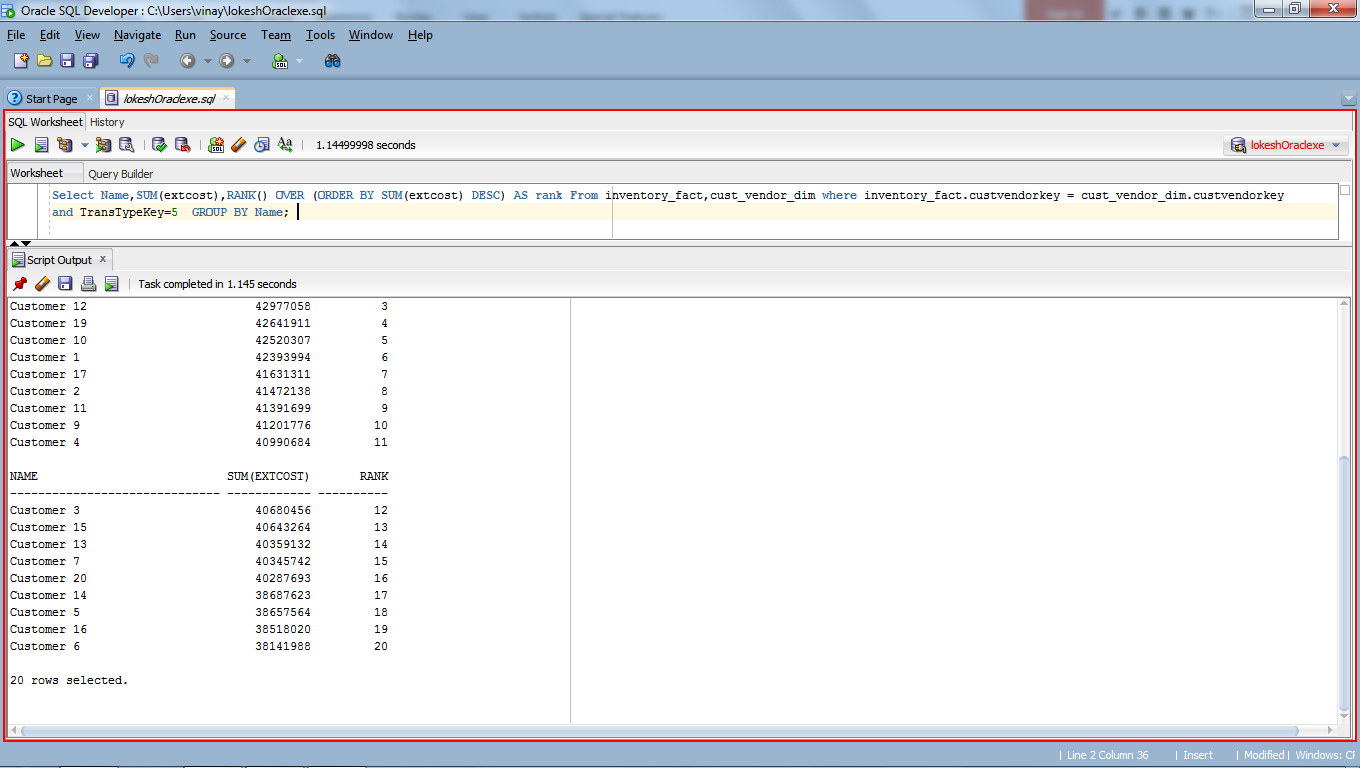 Oracle SQL Developer : C:\Users\vinay\lokeshOraclexe.sql
File Edit View Navigate Run Source Team Tools Window Help
Start Page lokeshOraclexe.sql
SQL Worksheet History
1.14499998 seconds lokeshOraclexe
Worksheet Query Builder
Select Name,SUM(extcost),RANK() OVER (ORDER BY SUM(extcost) DESC) AS rank From inventory_fact,cust_vendor_dim where inventory_fact.custvendorkey = cust_vendor_dim.custvendorkey
and TransTypeKey=5 GROUP BY Name;
Script Output x
Task completed in 1.145 seconds
Customer 12 42977058 3
Customer 19 42641911 4
Customer 10 42520307 5
Customer 1 42393994 6
Customer 17 41631311 7
Customer 2 41472138 8
Customer 11 41391699 9
Customer 9 41201776 10
Customer 4 40990684 11
NAME SUM(EXTCOST) RANK
------------------------------ ------------ ----------
Customer 3 40680456 12
Customer 15 40643264 13
Customer 13 40359132 14
Customer 7 40345742 15
Customer 20 40287693 16
Customer 14 38687623 17
Customer 5 38657564 18
Customer 16 38518020 19
Customer 6 38141988 20
20 rows selected.
| Line 2 Column 36 | Insert | Modified | Windows: CF